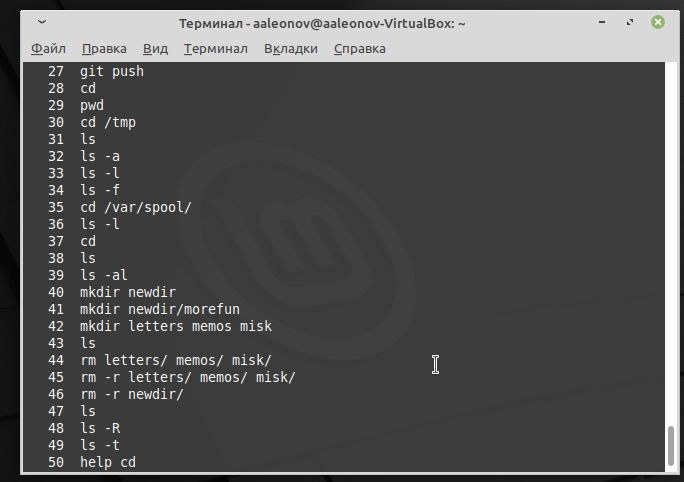 Терминал - aaleonov@aaleonov-VirtualBox: ~
Файл Правка Вид Терминал Вкладки Справка
27 git push
28 cd
29 pwd
30 cd /tmp
31 ls
32 ls -a
33 ls -l
34 ls -f
35 cd /var/spool/
36 ls -l
37 cd
38 ls
39 ls -al
40 mkdir newdir
41 mkdir newdir/morefun
42 mkdir letters memos misk
43 ls
44 rm letters/ memos/ misk/
45 rm -r letters/ memos/ misk/
46 rm -r newdir/
47 ls
48 ls -R
49 ls -t
50 help cd